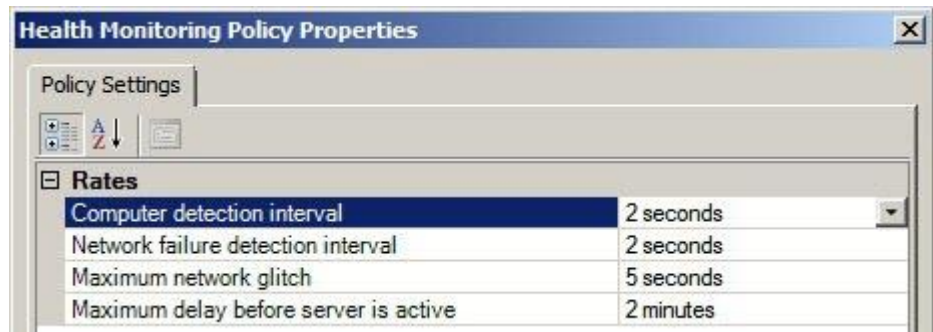 Health Monitoring Policy Properties
Policy Settings
A
Z
Rates
Computer detection interval 2 seconds
Network failure detection interval 2 seconds
Maximum network glitch 5 seconds
Maximum delay before server is active 2 minutes